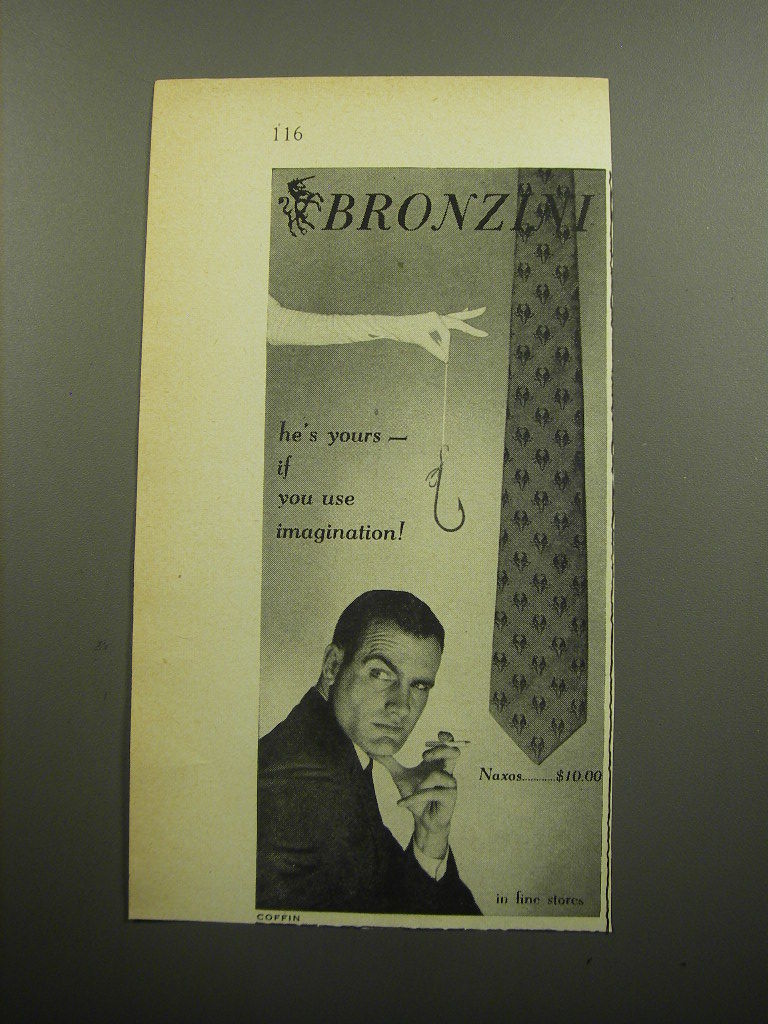 116
BRONZINI
he's yours —
if
you use
imagination!
Naxos............$10.00
in fine stores
COFFIN